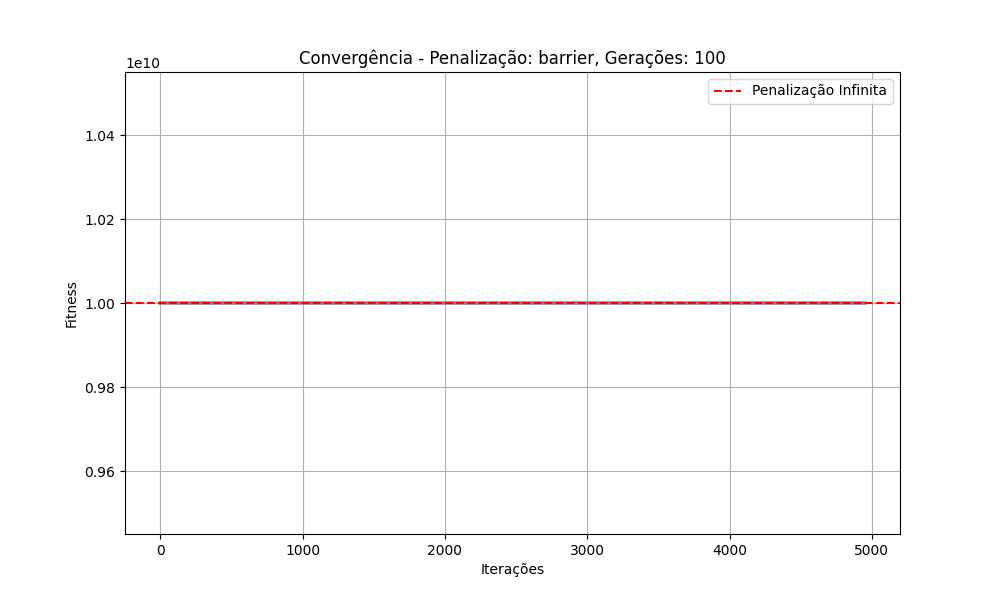 Convergência - Penalização: barrier, Gerações: 100
1e10
Penalização Infinita
1.04
1.02
1.00
0.98
0.96
Fitness
0
1000
2000
3000
4000
5000
Iterações